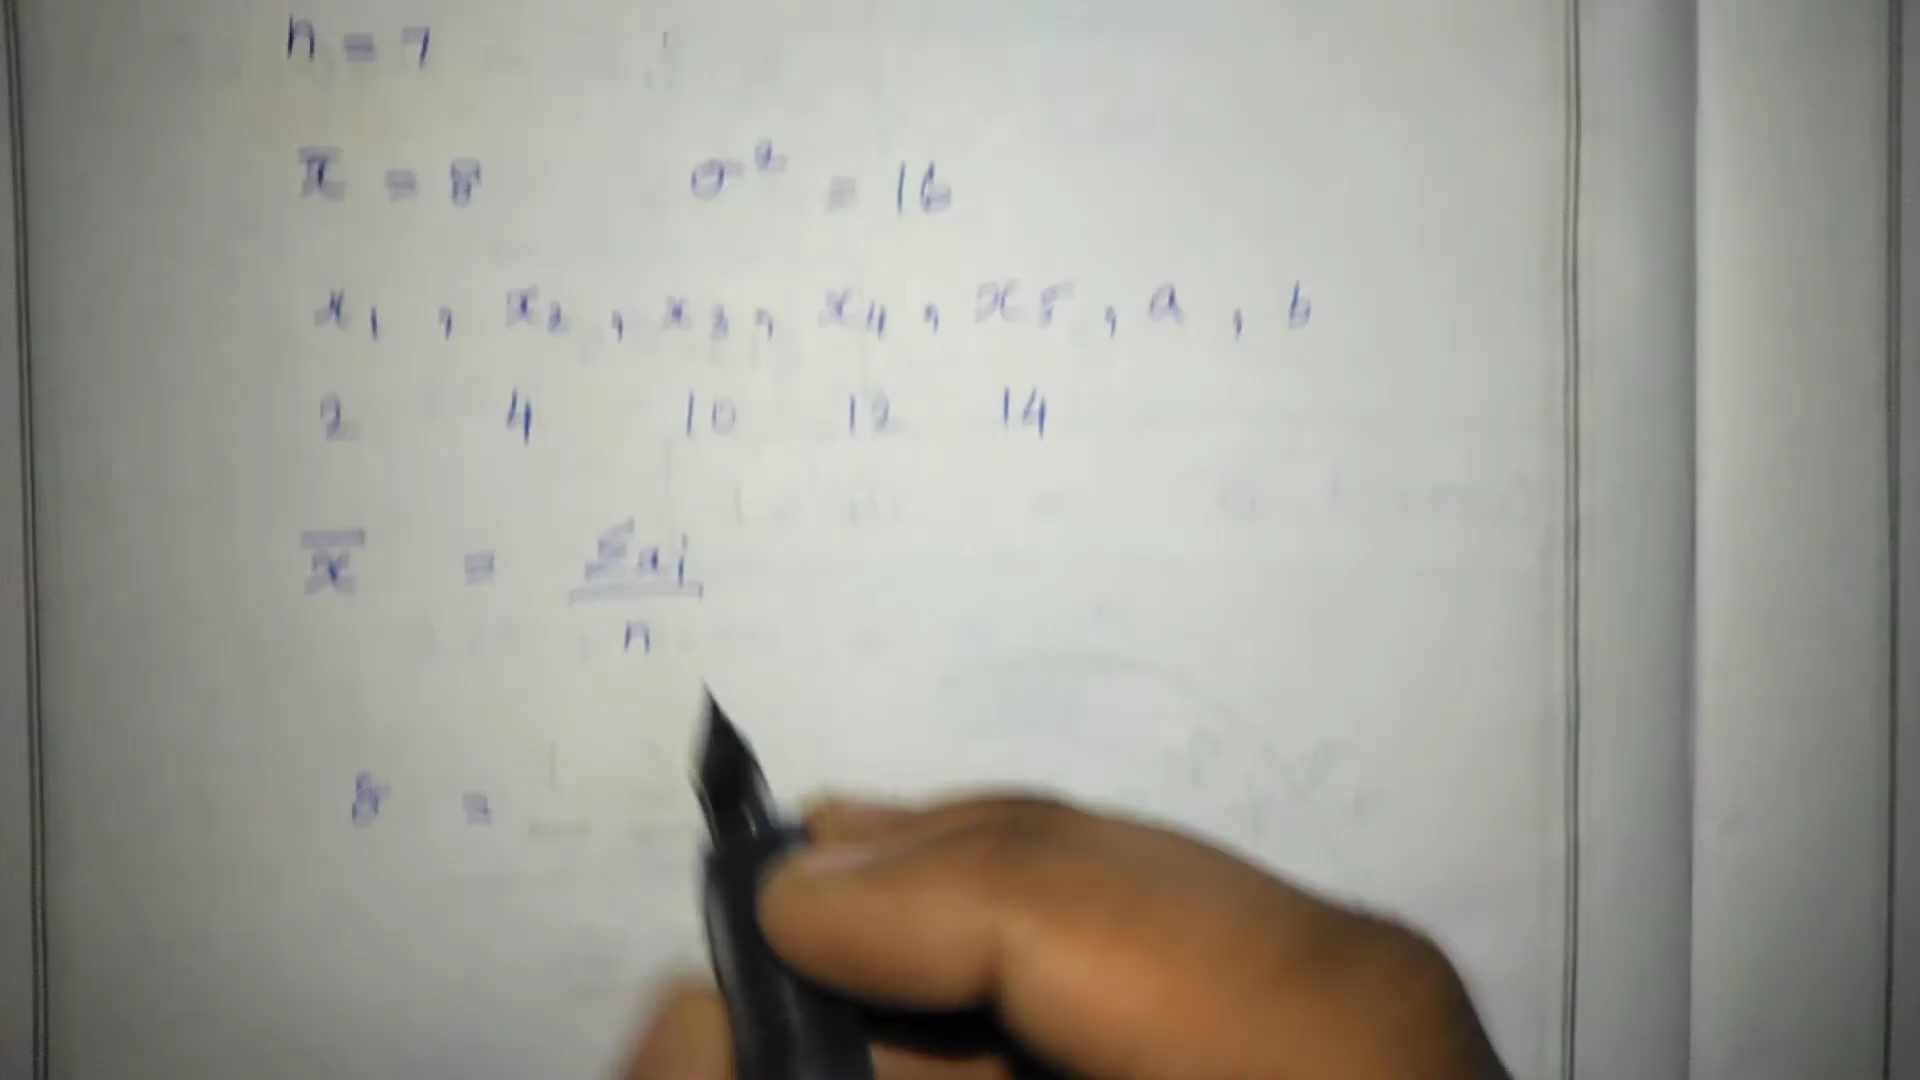 n = 7
x̄ = 8 σ² = 16
x₁ , x₂ , x₃ , x₄ , x₅ , a , b
2 4 10 12 14
x̄ = Σxi / n
8 =